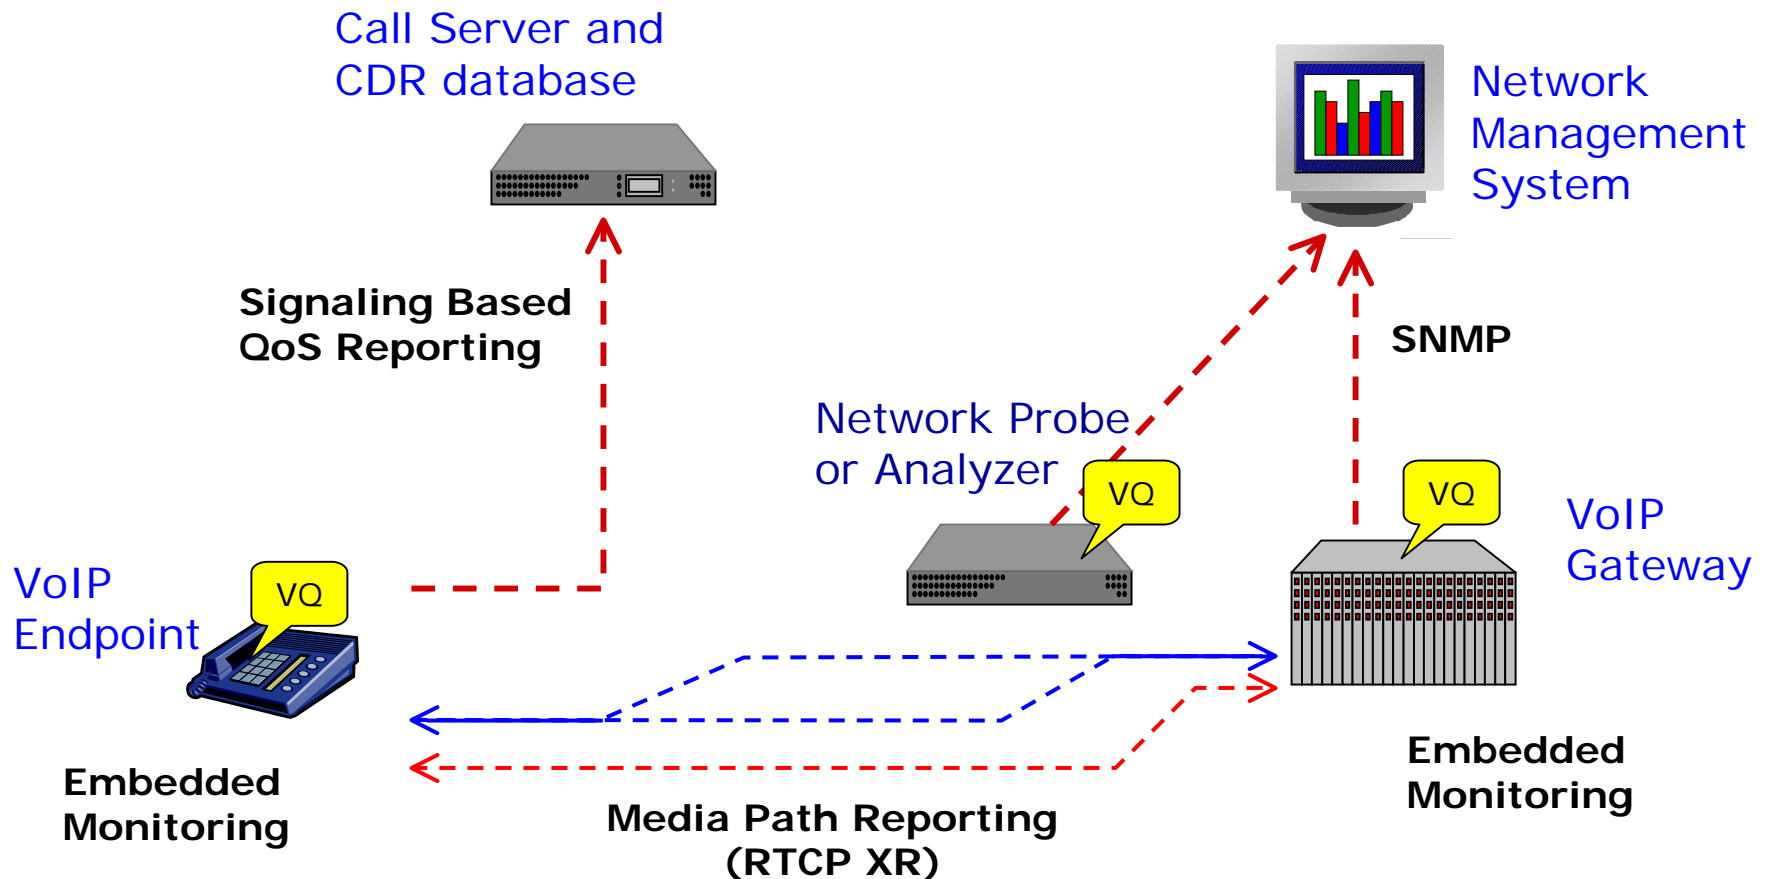 Call Server and
CDR database
Network
Management
System
Signaling Based
QoS Reporting
SNMP
Network Probe
or Analyzer
VQ
VQ
VoIP
Gateway
VoIP
Endpoint
VQ
Embedded
Monitoring
Embedded
Monitoring
Media Path Reporting
(RTCP XR)